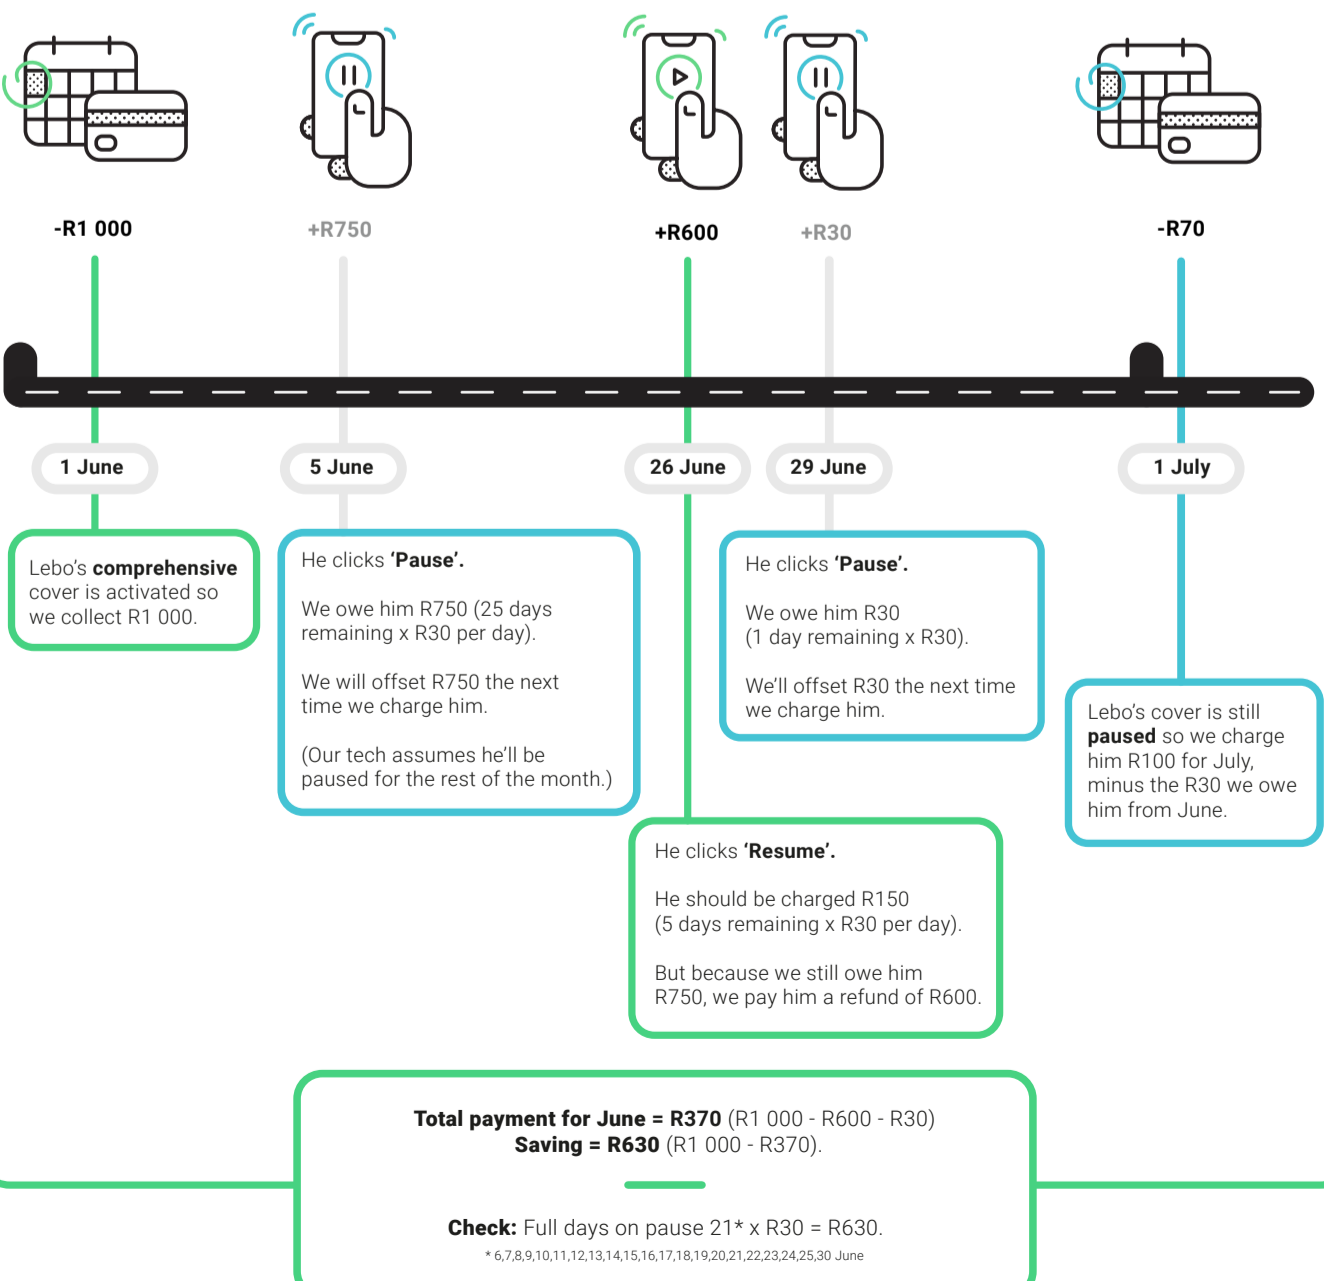 -R1 000
+R750
+R600
+R30
-R70
1 June
5 June
26 June
29 June
1 July
Lebo's comprehensive
cover is activated so
we collect R1 000.
He clicks 'Pause'.
We owe him R750 (25 days
remaining x R30 per day).
We will offset R750 the next
time we charge him.
(Our tech assumes he'll be
paused for the rest of the month.)
He clicks 'Resume'.
He should be charged R150
(5 days remaining x R30 per day).
But because we still owe him
R750, we pay him a refund of R600.
He clicks 'Pause'.
We owe him R30
(1 day remaining x R30).
We'll offset R30 the next time
we charge him.
Lebo's cover is still
paused so we charge
him R100 for July,
minus the R30 we owe
him from June.
Total payment for June = R370 (R1 000 - R600 - R30)
Saving = R630 (R1 000 - R370).
Check: Full days on pause 21* x R30 = R630.
* 6,7,8,9,10,11,12,13,14,15,16,17,18,19,20,21,22,23,24,25,30 June